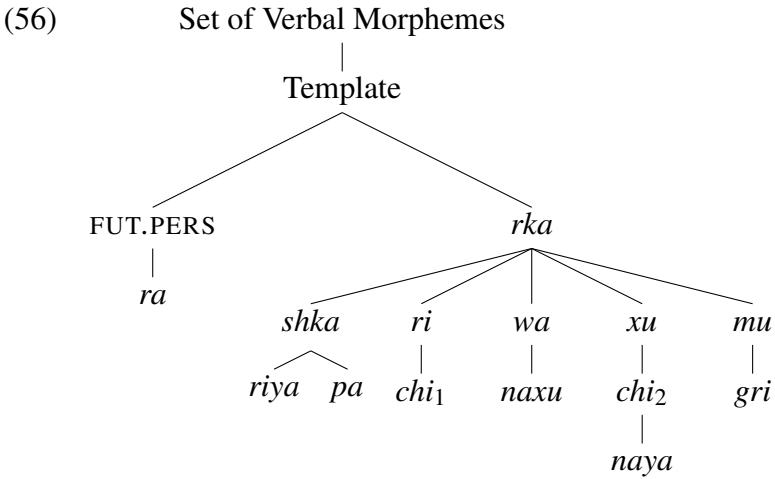 (56) Set of Verbal Morphemes
Template
FUT.PERS rka
ra
shka ri wa xu mu
riya pa chi₁ naxu chi₂ gri
naya